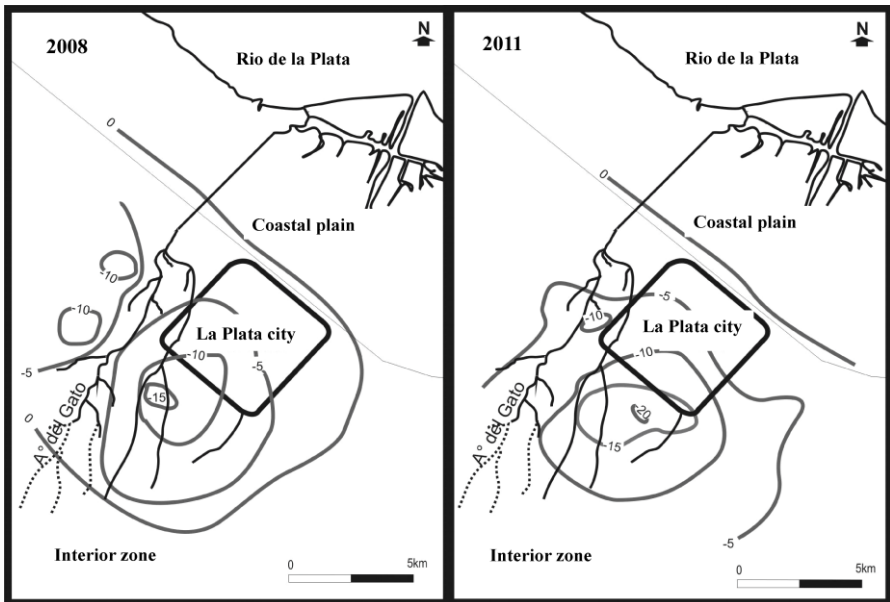 2008
N
Rio de la Plata
0
Coastal plain
-10
-10
La Plata city
-10
-5
-5
-15
0
A° del Gato
Interior zone
0
5km
2011
N
Rio de la Plata
0
Coastal plain
-5
-10
La Plata city
-10
-20
-15
A° del Gato
-5
Interior zone
0
5km